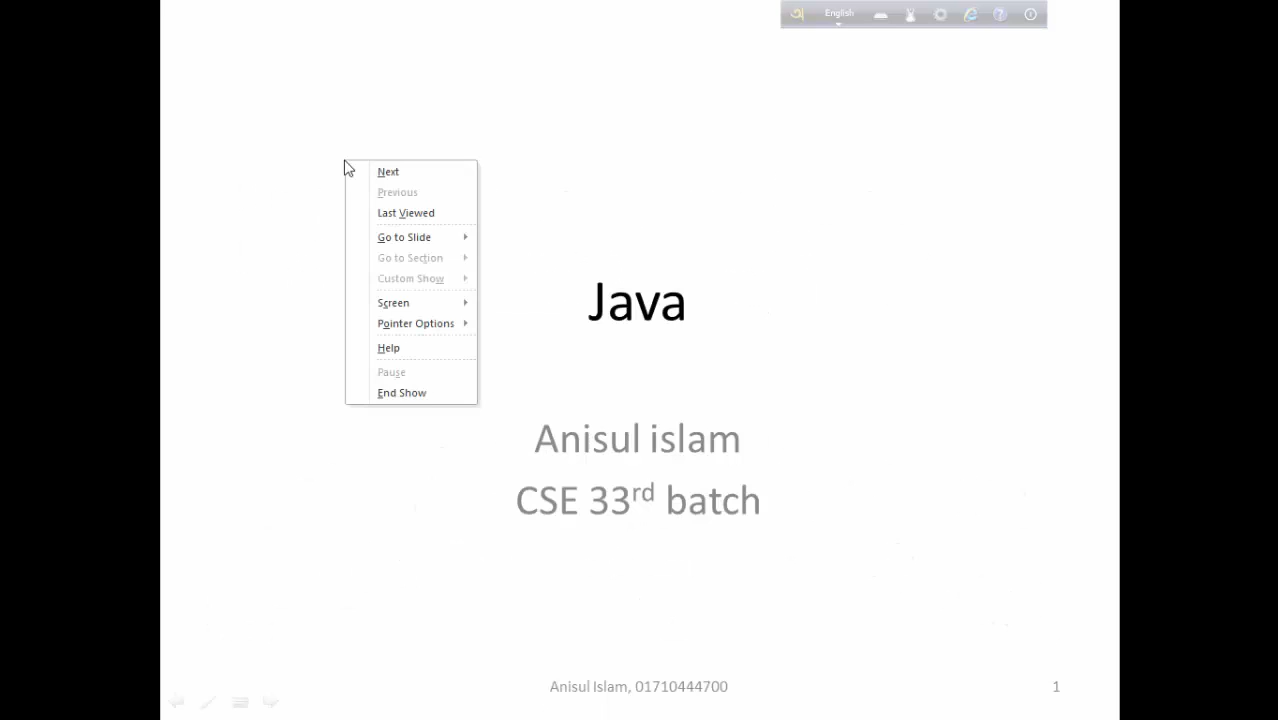 অ English
Next
Previous
Last Viewed
Go to Slide
Go to Section
Custom Show
Screen
Pointer Options
Help
Pause
End Show
Java
Anisul islam
CSE 33rd batch
Anisul Islam, 01710444700
1